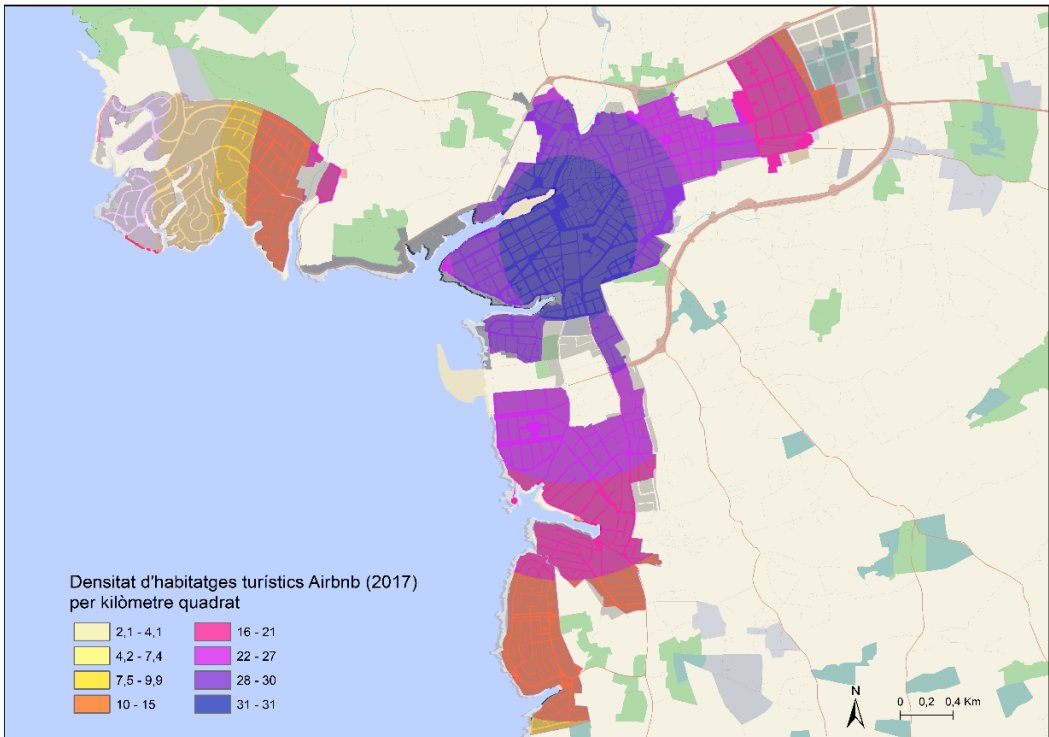 Densitat d'habitatges turístics Airbnb (2017)
per kilòmetre quadrat
2,1 - 4,1
4,2 - 7,4
7,5 - 9,9
10 - 15
16 - 21
22 - 27
28 - 30
31 - 31
N
0 0,2 0,4 Km